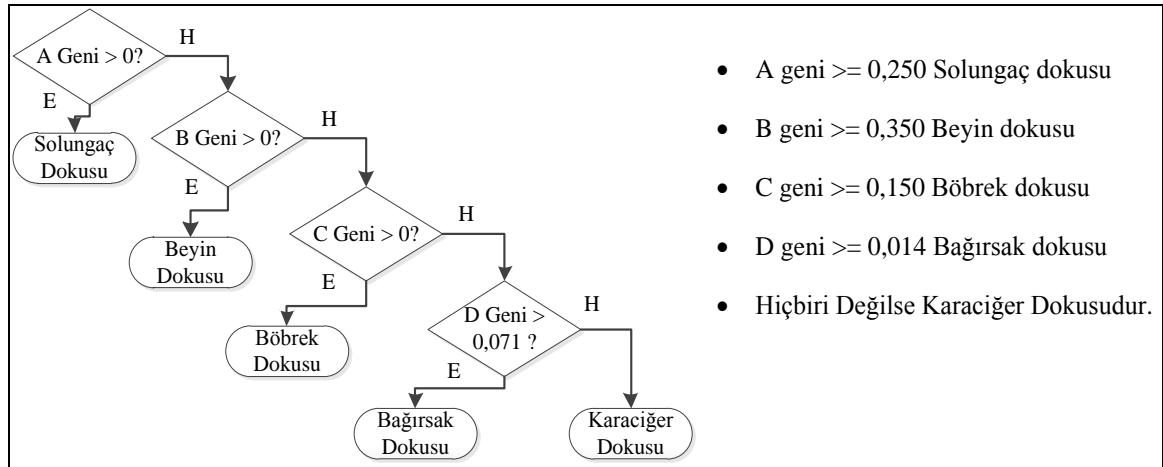 A Geni > 0?
H
E
Solungaç
Dokusu
B Geni > 0?
H
E
Beyin
Dokusu
C Geni > 0?
H
E
Böbrek
Dokusu
D Geni >
0,071 ?
H
E
Bağırsak
Dokusu
Karaciğer
Dokusu
• A geni >= 0,250 Solungaç dokusu
• B geni >= 0,350 Beyin dokusu
• C geni >= 0,150 Böbrek dokusu
• D geni >= 0,014 Bağırsak dokusu
• Hiçbiri Değilse Karaciğer Dokusudur.